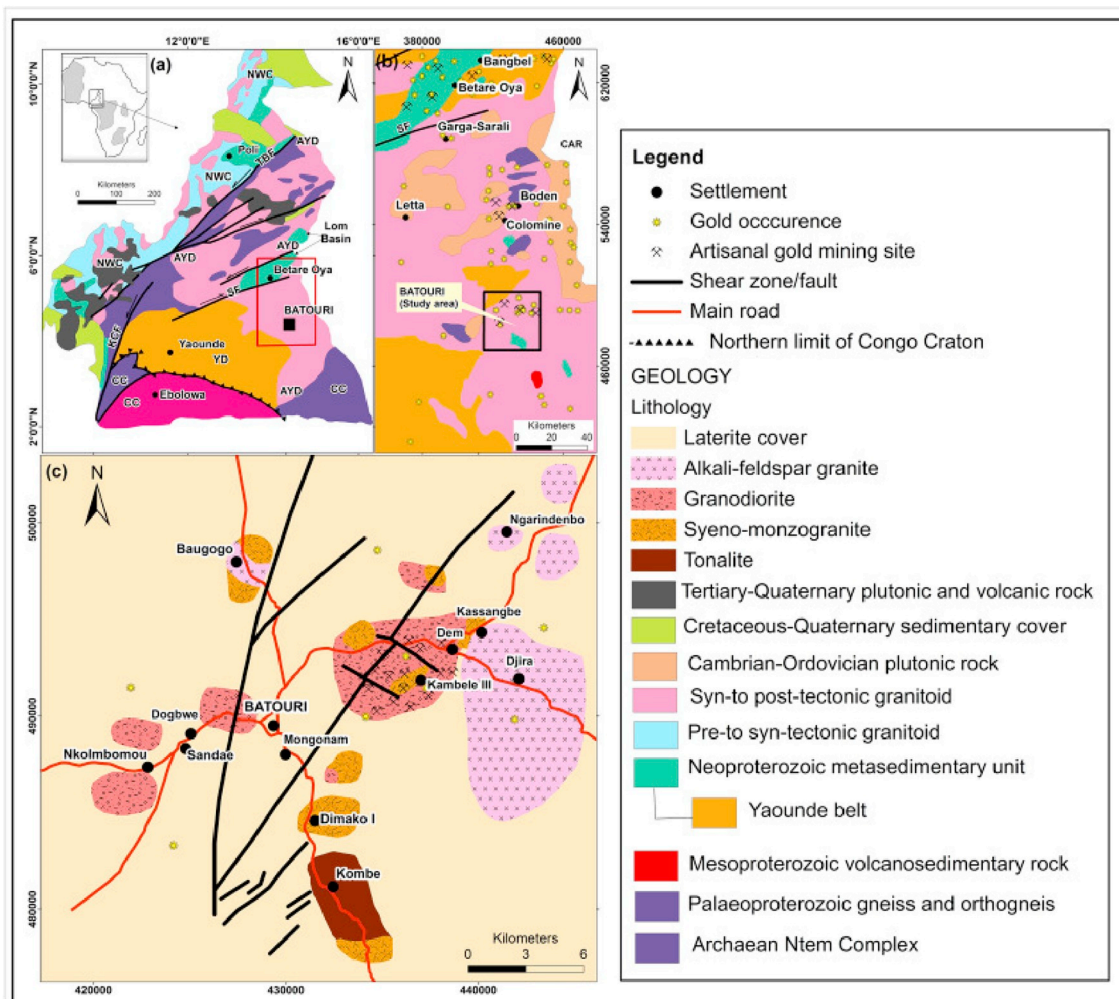 12°0'0"E
16°0'0"E
380000
460000
(a)
N
NWC
10°0'0"N
Kilometers
0 100 200
Poli
TBF
AYD
NWC
Lom
Basin
NWC
AYD
AYD
6°0'0"N
Betare Oya
SF
BATOURI
KCF
Yaounde
YD
CC
CC
Ebolowa
AYD
CC
2°0'0"N
(b)
N
Bangbel
Betare Oya
620000
SF
Garga-Sarali
CAR
Boden
Letta
Colomine
540000
BATOURI
(Study area)
460000
Kilometers
0 20 40
(c)
N
500000
Ngarindenbo
Baugogo
Kassangbe
Dem
Djira
Kambele III
490000
BATOURI
Dogbwe
Nkolmbomou
Sandae
Mongonam
Dimako I
Kombe
480000
Kilometers
0 3 6
420000
430000
440000
Legend
Settlement
Gold occcurence
Artisanal gold mining site
Shear zone/fault
Main road
Northern limit of Congo Craton
GEOLOGY
Lithology
Laterite cover
Alkali-feldspar granite
Granodiorite
Syeno-monzogranite
Tonalite
Tertiary-Quaternary plutonic and volcanic rock
Cretaceous-Quaternary sedimentary cover
Cambrian-Ordovician plutonic rock
Syn-to post-tectonic granitoid
Pre-to syn-tectonic granitoid
Neoproterozoic metasedimentary unit
Yaounde belt
Mesoproterozoic volcanosedimentary rock
Palaeoproterozoic gneiss and orthogneis
Archaean Ntem Complex